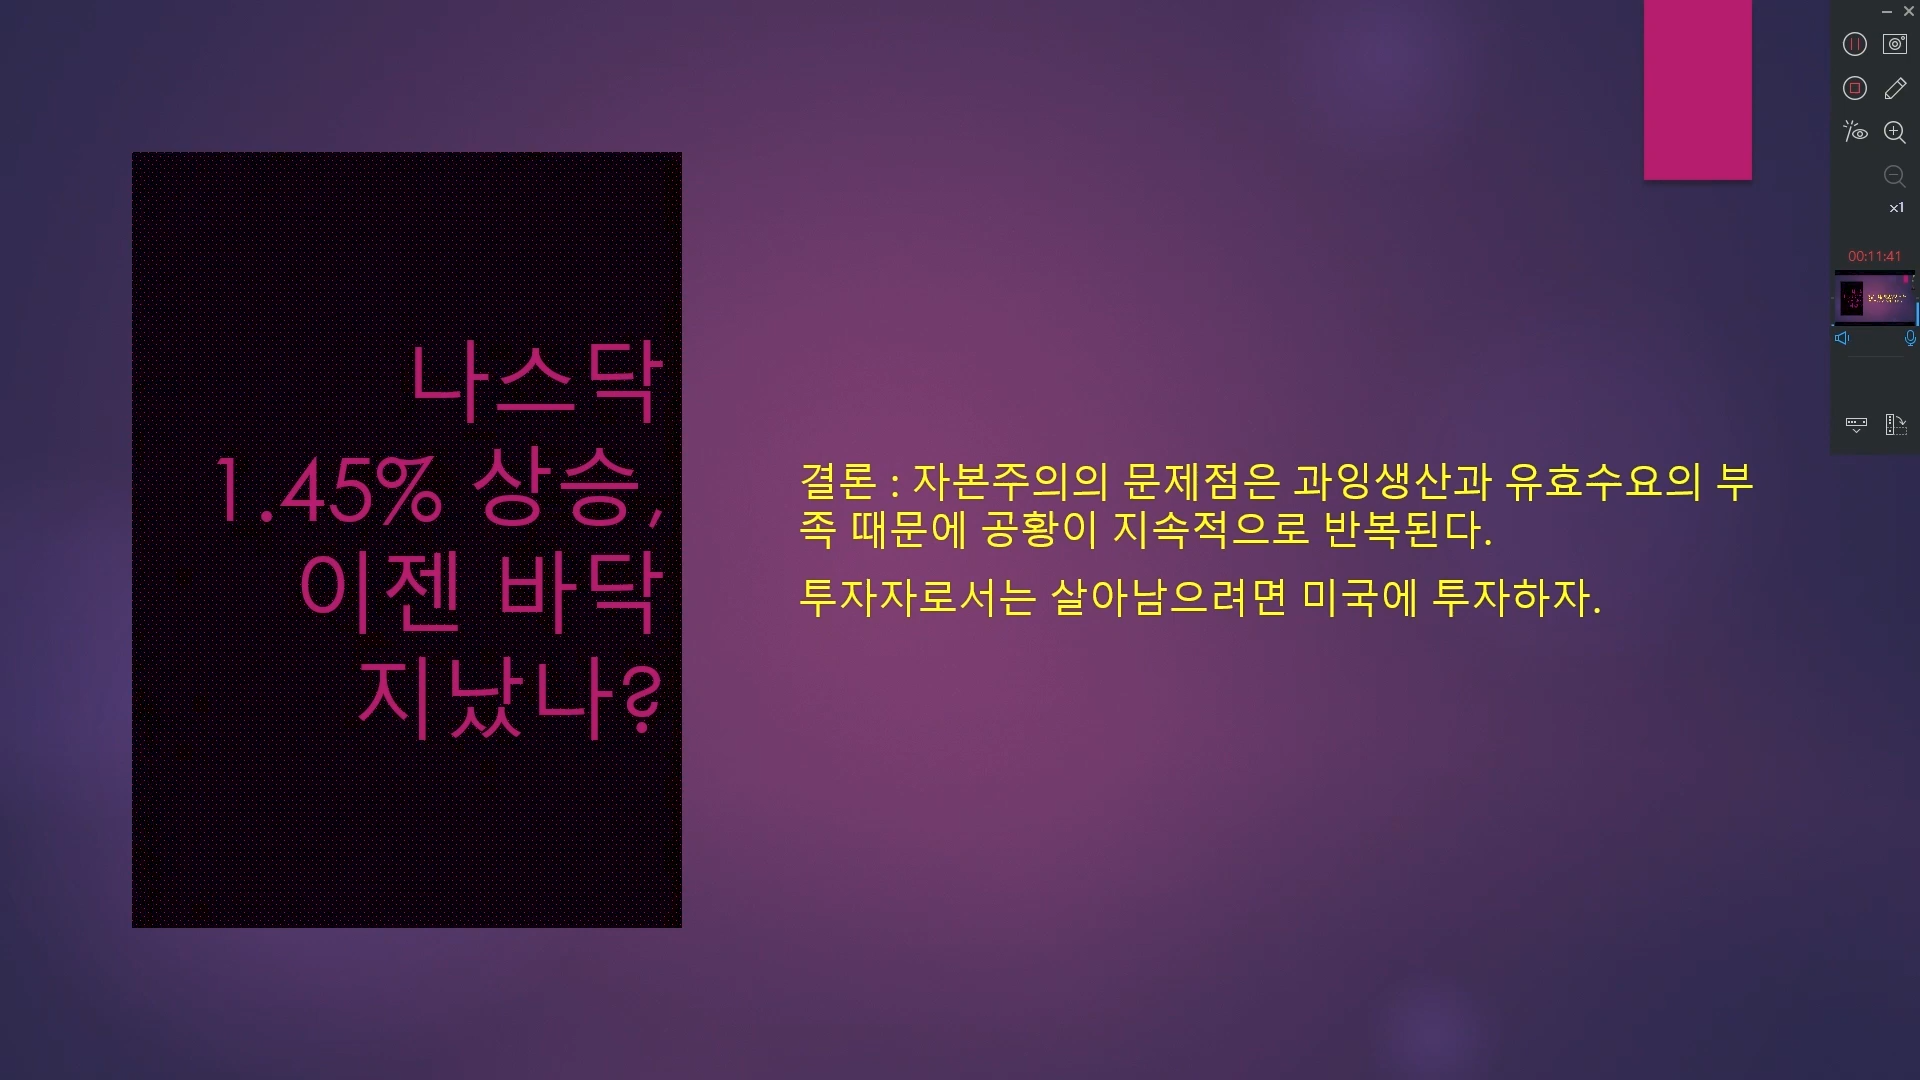 나스닥
1.45% 상승,
이젠 바닥
지났나?
결론 : 자본주의의 문제점은 과잉생산과 유효수요의 부
족 때문에 공황이 지속적으로 반복된다.
투자자로서는 살아남으려면 미국에 투자하자.
x1
00:11:41